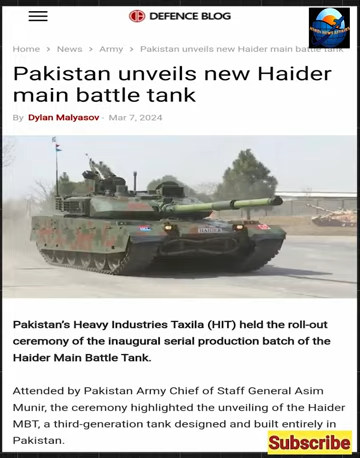 DEFENCE BLOG
Home > News > Army > Pakistan unveils new Haider main battle tank
Pakistan unveils new Haider
main battle tank
By Dylan Malyasov - Mar 7, 2024
HAIDER
Pakistan's Heavy Industries Taxila (HIT) held the roll-out
ceremony of the inaugural serial production batch of the
Haider Main Battle Tank.
Attended by Pakistan Army Chief of Staff General Asim
Munir, the ceremony highlighted the unveiling of the Haider
MBT, a third-generation tank designed and built entirely in
Pakistan.
Subscribe